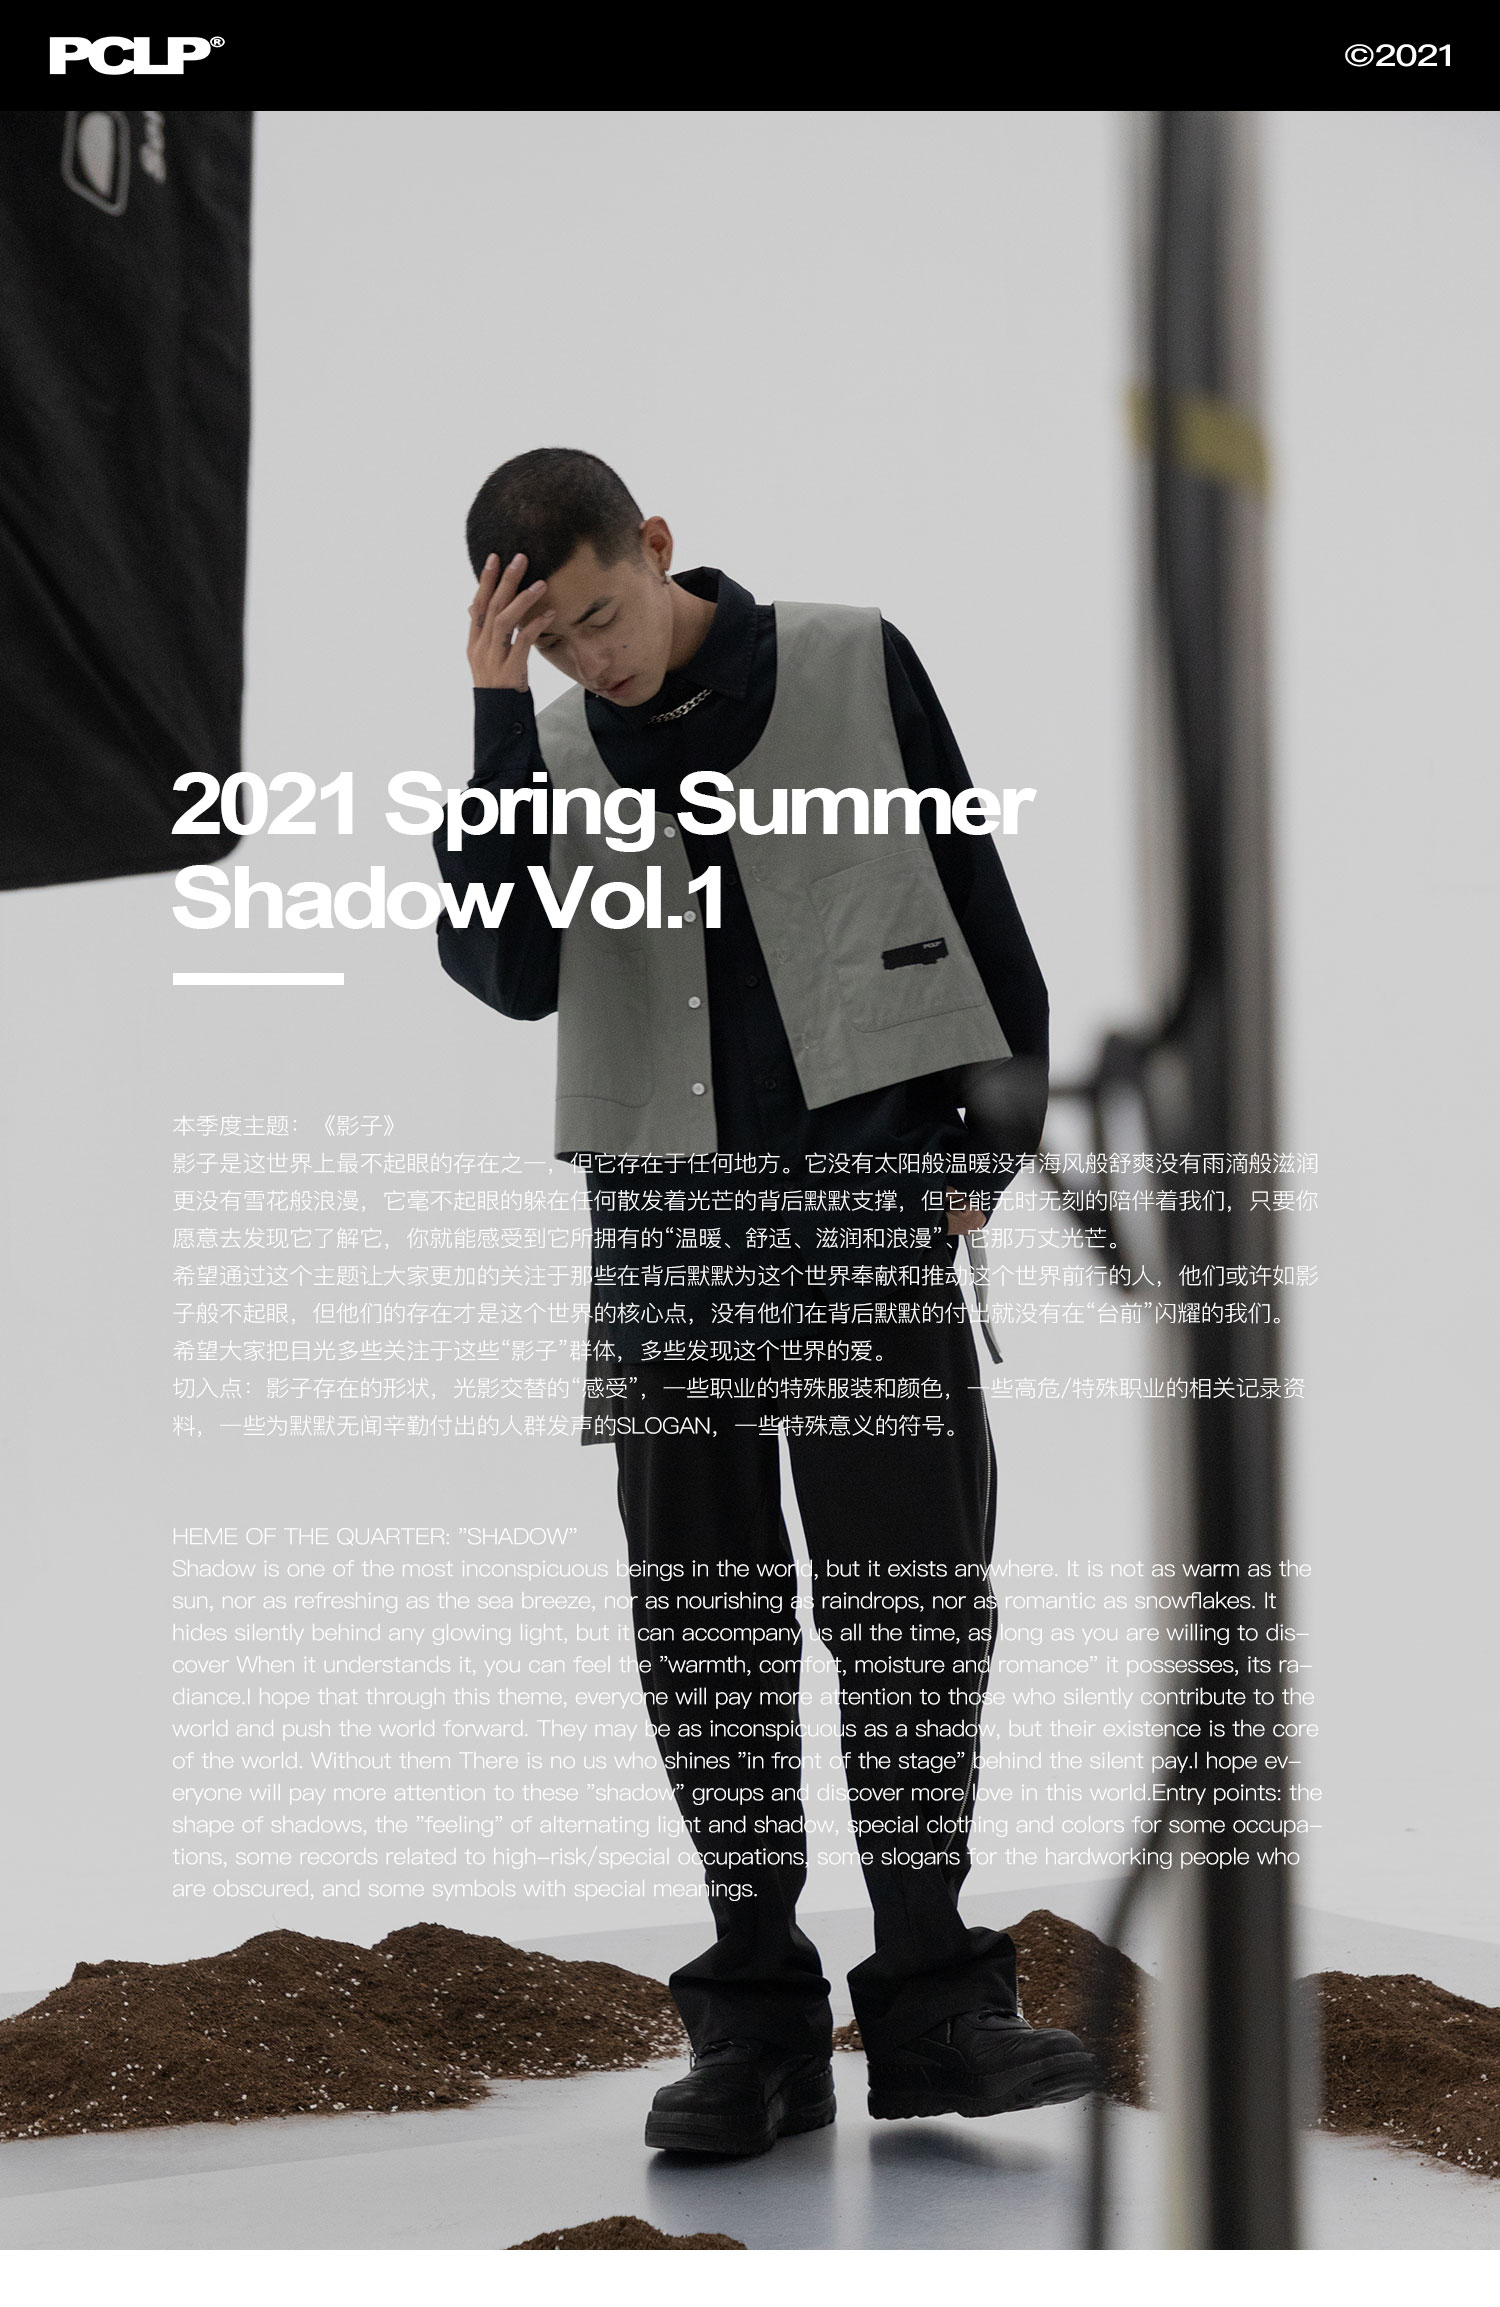 PCLP®
©2021
2021 Spring Summer
Shadow Vol.1
PCLP
本季度主题：《影子》
影子是这世界上最不起眼的存在之一，但它存在于任何地方。它没有太阳般温暖没有海风般舒爽没有雨滴般滋润
更没有雪花般浪漫，它毫不起眼的躲在任何散发着光芒的背后默默支撑，但它能无时无刻的陪伴着我们，只要你
愿意去发现它了解它，你就能感受到它所拥有的“温暖、舒适、滋润和浪漫”、它那万丈光芒。
希望通过这个主题让大家更加的关注于那些在背后默默为这个世界奉献和推动这个世界前行的人，他们或许如影
子般不起眼，但他们的存在才是这个世界的核心点，没有他们在背后默默的付出就没有在“台前”闪耀的我们。
希望大家把目光多些关注于这些“影子”群体，多些发现这个世界的爱。
切入点：影子存在的形状，光影交替的“感受”，一些职业的特殊服装和颜色，一些高危/特殊职业的相关记录资
料，一些为默默无闻辛勤付出的人群发声的SLOGAN，一些特殊意义的符号。
HEME OF THE QUARTER: ”SHADOW”
Shadow is one of the most inconspicuous beings in the world, but it exists anywhere. It is not as warm as the
sun, nor as refreshing as the sea breeze, nor as nourishing as raindrops, nor as romantic as snowflakes. It
hides silently behind any glowing light, but it can accompany us all the time, as long as you are willing to dis–
cover When it understands it, you can feel the ”warmth, comfort, moisture and romance” it possesses, its ra–
diance.I hope that through this theme, everyone will pay more attention to those who silently contribute to the
world and push the world forward. They may be as inconspicuous as a shadow, but their existence is the core
of the world. Without them There is no us who shines ”in front of the stage” behind the silent pay.I hope ev–
eryone will pay more attention to these ”shadow” groups and discover more love in this world.Entry points: the
shape of shadows, the ”feeling” of alternating light and shadow, special clothing and colors for some occupa–
tions, some records related to high–risk/special occupations, some slogans for the hardworking people who
are obscured, and some symbols with special meanings.